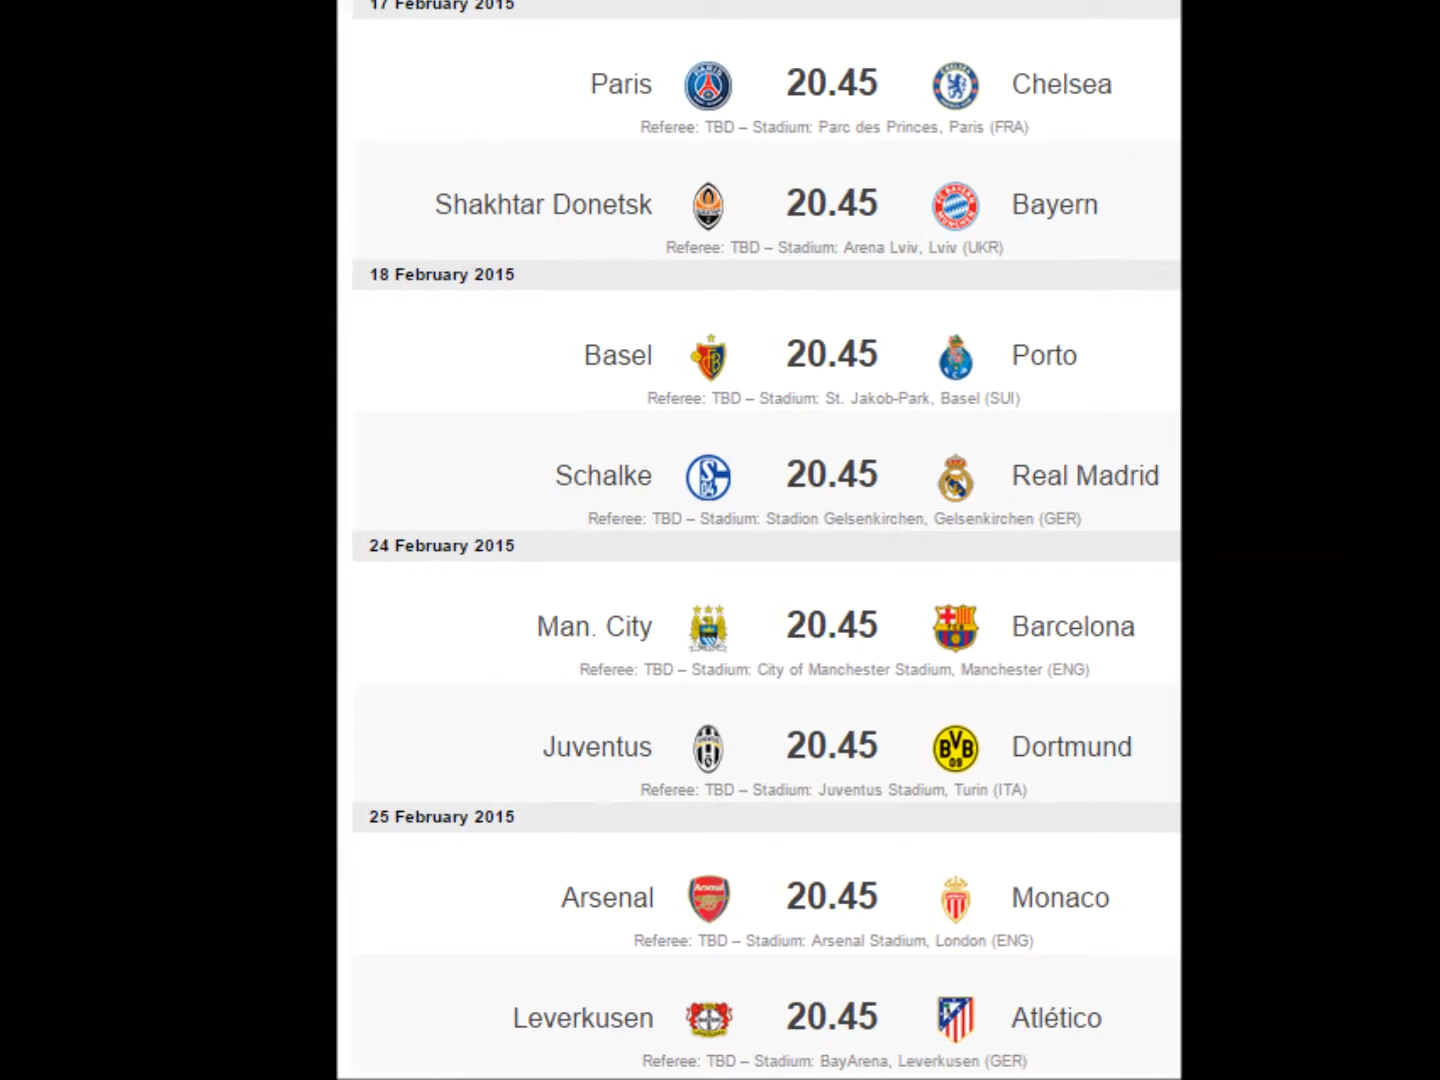 17 February 2015
Paris 20.45 Chelsea
Referee: TBD – Stadium: Parc des Princes, Paris (FRA)
Shakhtar Donetsk 20.45 Bayern
Referee: TBD – Stadium: Arena Lviv, Lviv (UKR)
18 February 2015
Basel 20.45 Porto
Referee: TBD – Stadium: St. Jakob-Park, Basel (SUI)
Schalke 20.45 Real Madrid
Referee: TBD – Stadium: Stadion Gelsenkirchen, Gelsenkirchen (GER)
24 February 2015
Man. City 20.45 Barcelona
Referee: TBD – Stadium: City of Manchester Stadium, Manchester (ENG)
Juventus 20.45 Dortmund
Referee: TBD – Stadium: Juventus Stadium, Turin (ITA)
25 February 2015
Arsenal 20.45 Monaco
Referee: TBD – Stadium: Arsenal Stadium, London (ENG)
Leverkusen 20.45 Atlético
Referee: TBD – Stadium: BayArena, Leverkusen (GER)